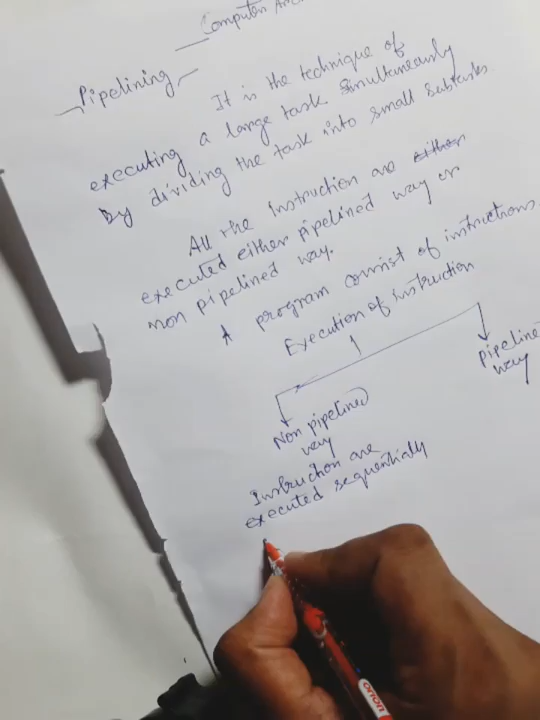 Computer
Pipelining
It is the technique of
executing a large task simultaneously
by dividing the task into small subtasks.
All the Instruction are either
executed either pipelined way or
non pipelined way.
A program consist of instructions
Execution of instruction
Pipeline
way
Non pipelined
way
Instruction are
executed sequentially
orion